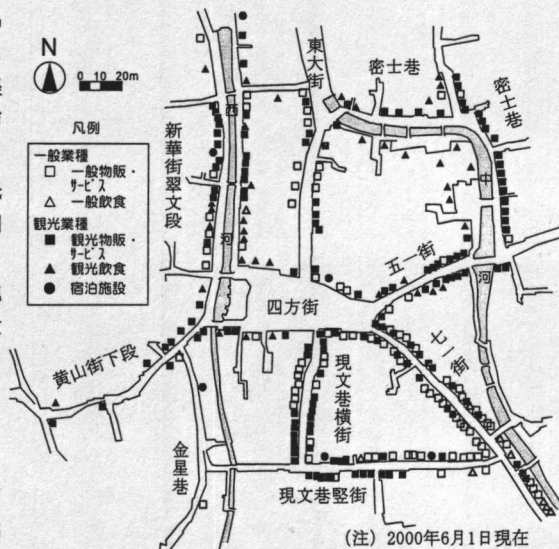 N
0 10 20m
凡例
一般業種
□ 一般物販・サービス
△ 一般飲食
観光業種
■ 観光物販・サービス
▲ 観光飲食
● 宿泊施設
東大街
密士巷
密士巷
新華街翠文段
西
河
中
河
五一街
四方街
七一街
黄山街下段
現文巷横街
金星巷
現文巷竪街
(注) 2000年6月1日現在